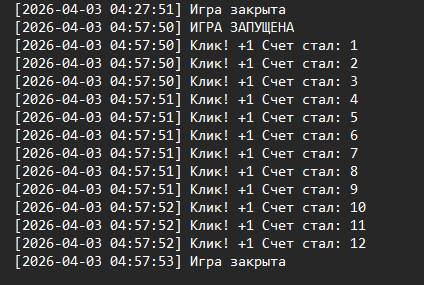 [2026-04-03 04:27:51] Игра закрыта
[2026-04-03 04:57:50] ИГРА ЗАПУЩЕНА
[2026-04-03 04:57:50] Клик! +1 Счет стал: 1
[2026-04-03 04:57:50] Клик! +1 Счет стал: 2
[2026-04-03 04:57:50] Клик! +1 Счет стал: 3
[2026-04-03 04:57:51] Клик! +1 Счет стал: 4
[2026-04-03 04:57:51] Клик! +1 Счет стал: 5
[2026-04-03 04:57:51] Клик! +1 Счет стал: 6
[2026-04-03 04:57:51] Клик! +1 Счет стал: 7
[2026-04-03 04:57:51] Клик! +1 Счет стал: 8
[2026-04-03 04:57:51] Клик! +1 Счет стал: 9
[2026-04-03 04:57:52] Клик! +1 Счет стал: 10
[2026-04-03 04:57:52] Клик! +1 Счет стал: 11
[2026-04-03 04:57:52] Клик! +1 Счет стал: 12
[2026-04-03 04:57:53] Игра закрыта